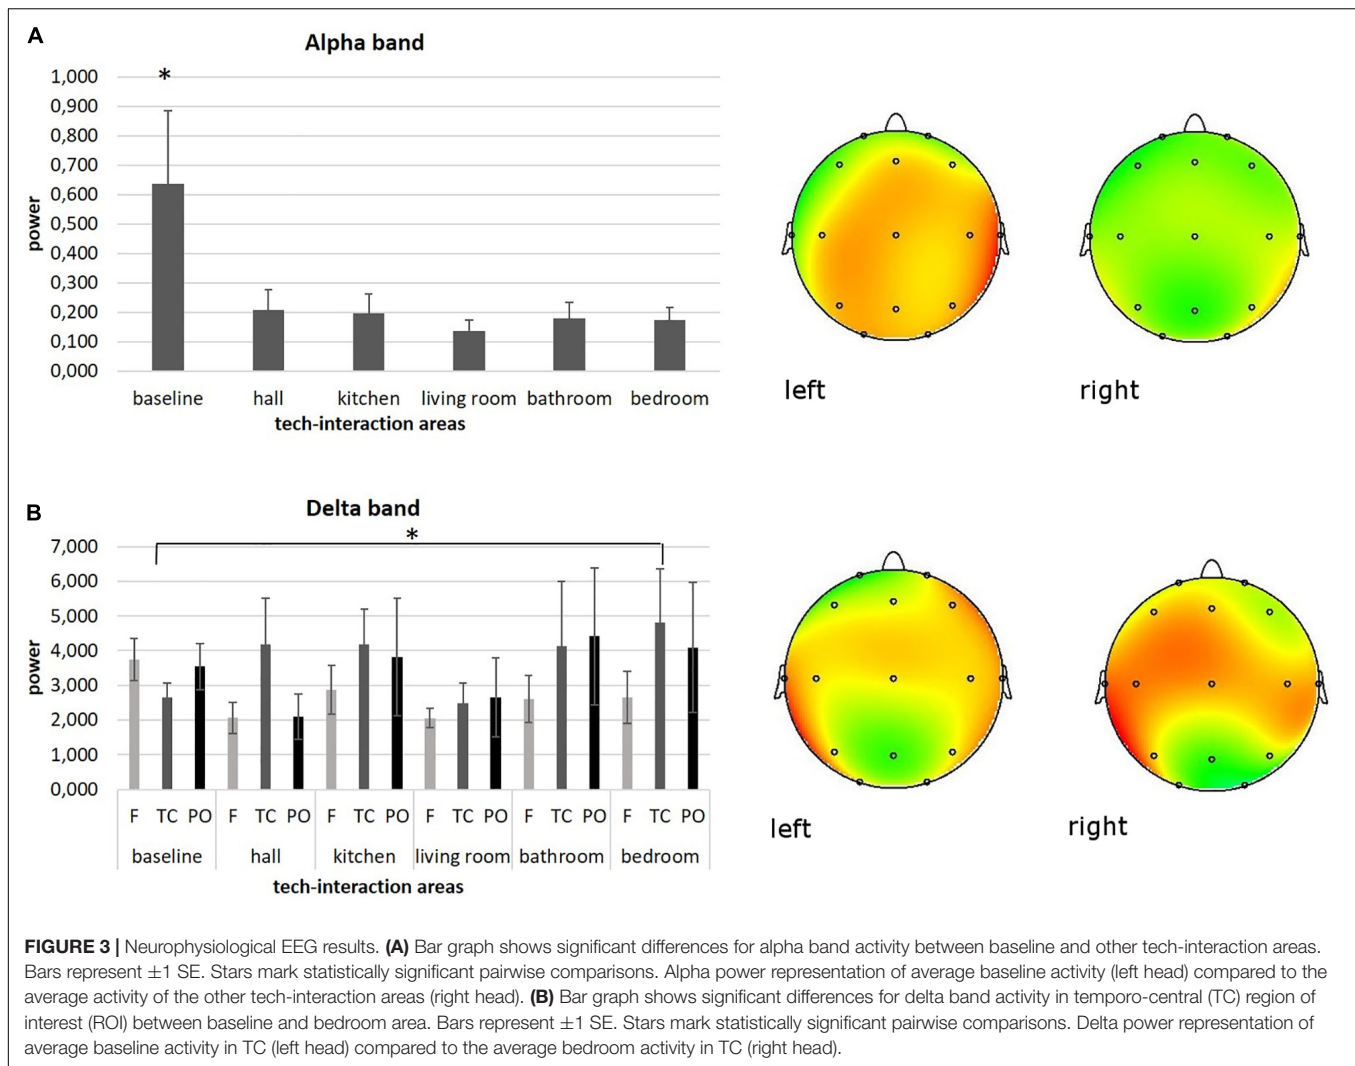 A
Alpha band
*
1,000
0,900
0,800
0,700
0,600
0,500
0,400
0,300
0,200
0,100
0,000
power
baseline hall kitchen living room bathroom bedroom
tech-interaction areas
left
right
B
Delta band
*
7,000
6,000
5,000
4,000
3,000
2,000
1,000
0,000
power
F TC PO F TC PO F TC PO F TC PO F TC PO F TC PO
baseline hall kitchen living room bathroom bedroom
tech-interaction areas
left
right
FIGURE 3 | Neurophysiological EEG results. (A) Bar graph shows significant differences for alpha band activity between baseline and other tech-interaction areas.
Bars represent ±1 SE. Stars mark statistically significant pairwise comparisons. Alpha power representation of average baseline activity (left head) compared to the
average activity of the other tech-interaction areas (right head). (B) Bar graph shows significant differences for delta band activity in temporo-central (TC) region of
interest (ROI) between baseline and bedroom area. Bars represent ±1 SE. Stars mark statistically significant pairwise comparisons. Delta power representation of
average baseline activity in TC (left head) compared to the average bedroom activity in TC (right head).